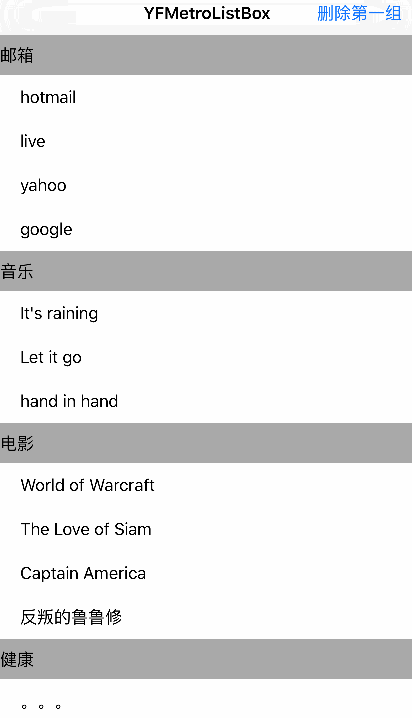 YFMetroListBox 删除第一组
邮箱
hotmail
live
yahoo
google
音乐
It's raining
Let it go
hand in hand
电影
World of Warcraft
The Love of Siam
Captain America
反叛的鲁鲁修
健康
。。。